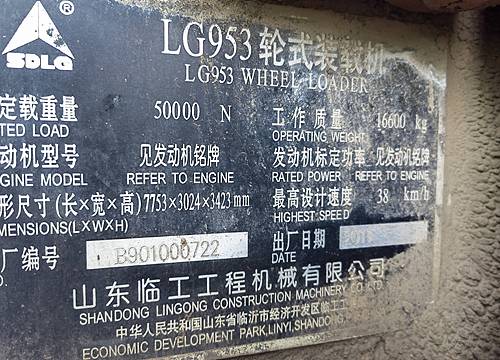 ®
SDLG
LG953 轮式装载机
LG953 WHEEL LOADER
定载重量 50000 N 工作质量 16600 kg
TED LOAD OPERATING WEIGHT
动机型号 见发动机铭牌 发动机标定功率 见发动机铭牌
GINE MODEL REFER TO ENGINE RATED POWER REFER TO ENGINE
形尺寸(长×宽×高) 7753×3024×3423 mm 最高设计速度 38 km/h
MENSIONS(LXWXH) HIGHEST SPEED
厂编号 B901000722 出厂日期
DATE
山东临工工程机械有限公司
SHANDONG LINGONG CONSTRUCTION MACHINERY CO., LTD
中华人民共和国山东省临沂市经济开发区临工工
ECONOMIC DEVELOPMENT PARK, LINYI, SHANDONG